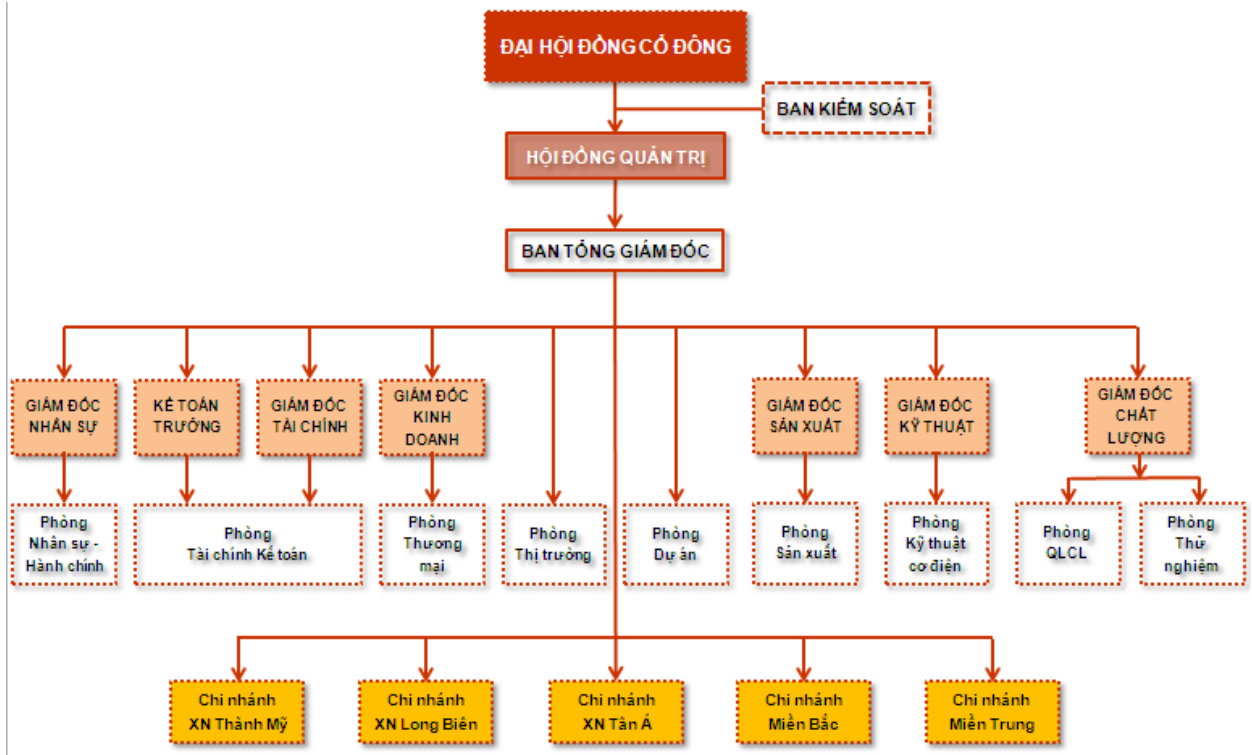 ĐẠI HỘI ĐỒNG CỔ ĐÔNG
BAN KIỂM SOÁT
HỘI ĐỒNG QUẢN TRỊ
BAN TỔNG GIÁM ĐỐC
GIÁM ĐỐC
NHÂN SỰ
KẾ TOÁN
TRƯỞNG
GIÁM ĐỐC
TÀI CHÍNH
GIÁM ĐỐC
KINH
DOANH
GIÁM ĐỐC
SẢN XUẤT
GIÁM ĐỐC
KỸ THUẬT
GIÁM ĐỐC
CHẤT
LƯỢNG
Phòng
Nhân sự -
Hành chính
Phòng
Tài chính Kế toán
Phòng
Thương
mại
Phòng
Thị trường
Phòng
Dự án
Phòng
Sản xuất
Phòng
Kỹ thuật
cơ điện
Phòng
QLCL
Phòng
Thử
nghiệm
Chi nhánh
XN Thành Mỹ
Chi nhánh
XN Long Biên
Chi nhánh
XN Tân Á
Chi nhánh
Miền Bắc
Chi nhánh
Miền Trung